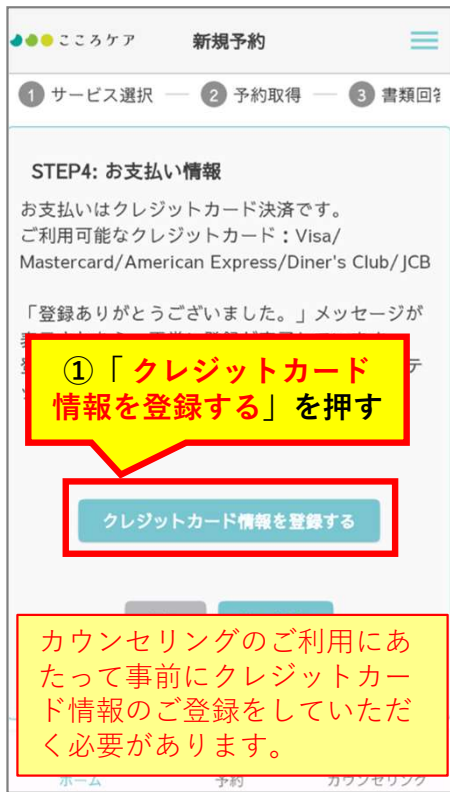 こころケア 新規予約
1 サービス選択 2 予約取得 3 書類回答
STEP4: お支払い情報
お支払いはクレジットカード決済です。
ご利用可能なクレジットカード：Visa/
Mastercard/American Express/Diner's Club/JCB
「登録ありがとうございました。」メッセージが
①「 クレジットカード
情報を登録する」を押す
クレジットカード情報を登録する
カウンセリングのご利用にあ
たって事前にクレジットカー
ド情報のご登録をしていただ
く必要があります。
ホーム 予約 カウンセリング